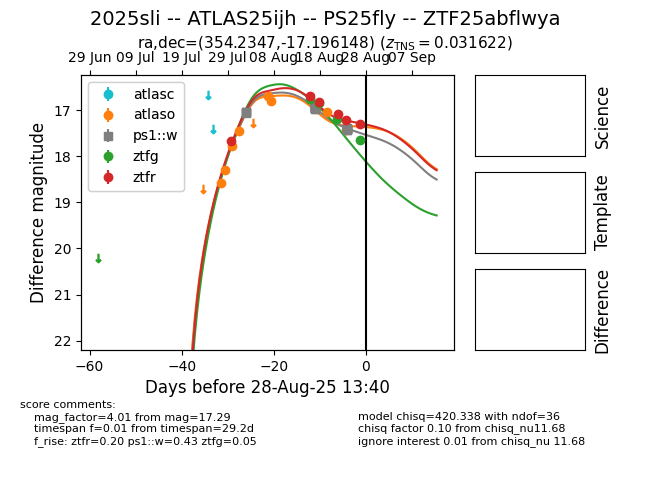 2025sli -- ATLAS25ijh -- PS25fly -- ZTF25abflwya
ra,dec=(354.2347,-17.196148) (zTNS = 0.031622)
29 Jun 09 Jul 19 Jul 29 Jul 08 Aug 18 Aug 28 Aug 07 Sep
atlasc
atlaso
ps1::w
ztfg
ztfr
17
18
19
20
21
22
Difference magnitude
−60 −40 −20 0
Days before 28-Aug-25 13:40
Science
Template
Difference
score comments:
mag_factor=4.01 from mag=17.29
timespan f=0.01 from timespan=29.2d
f_rise: ztfr=0.20 ps1::w=0.43 ztfg=0.05
model chisq=420.338 with ndof=36
chisq factor 0.10 from chisq_nu11.68
ignore interest 0.01 from chisq_nu 11.68